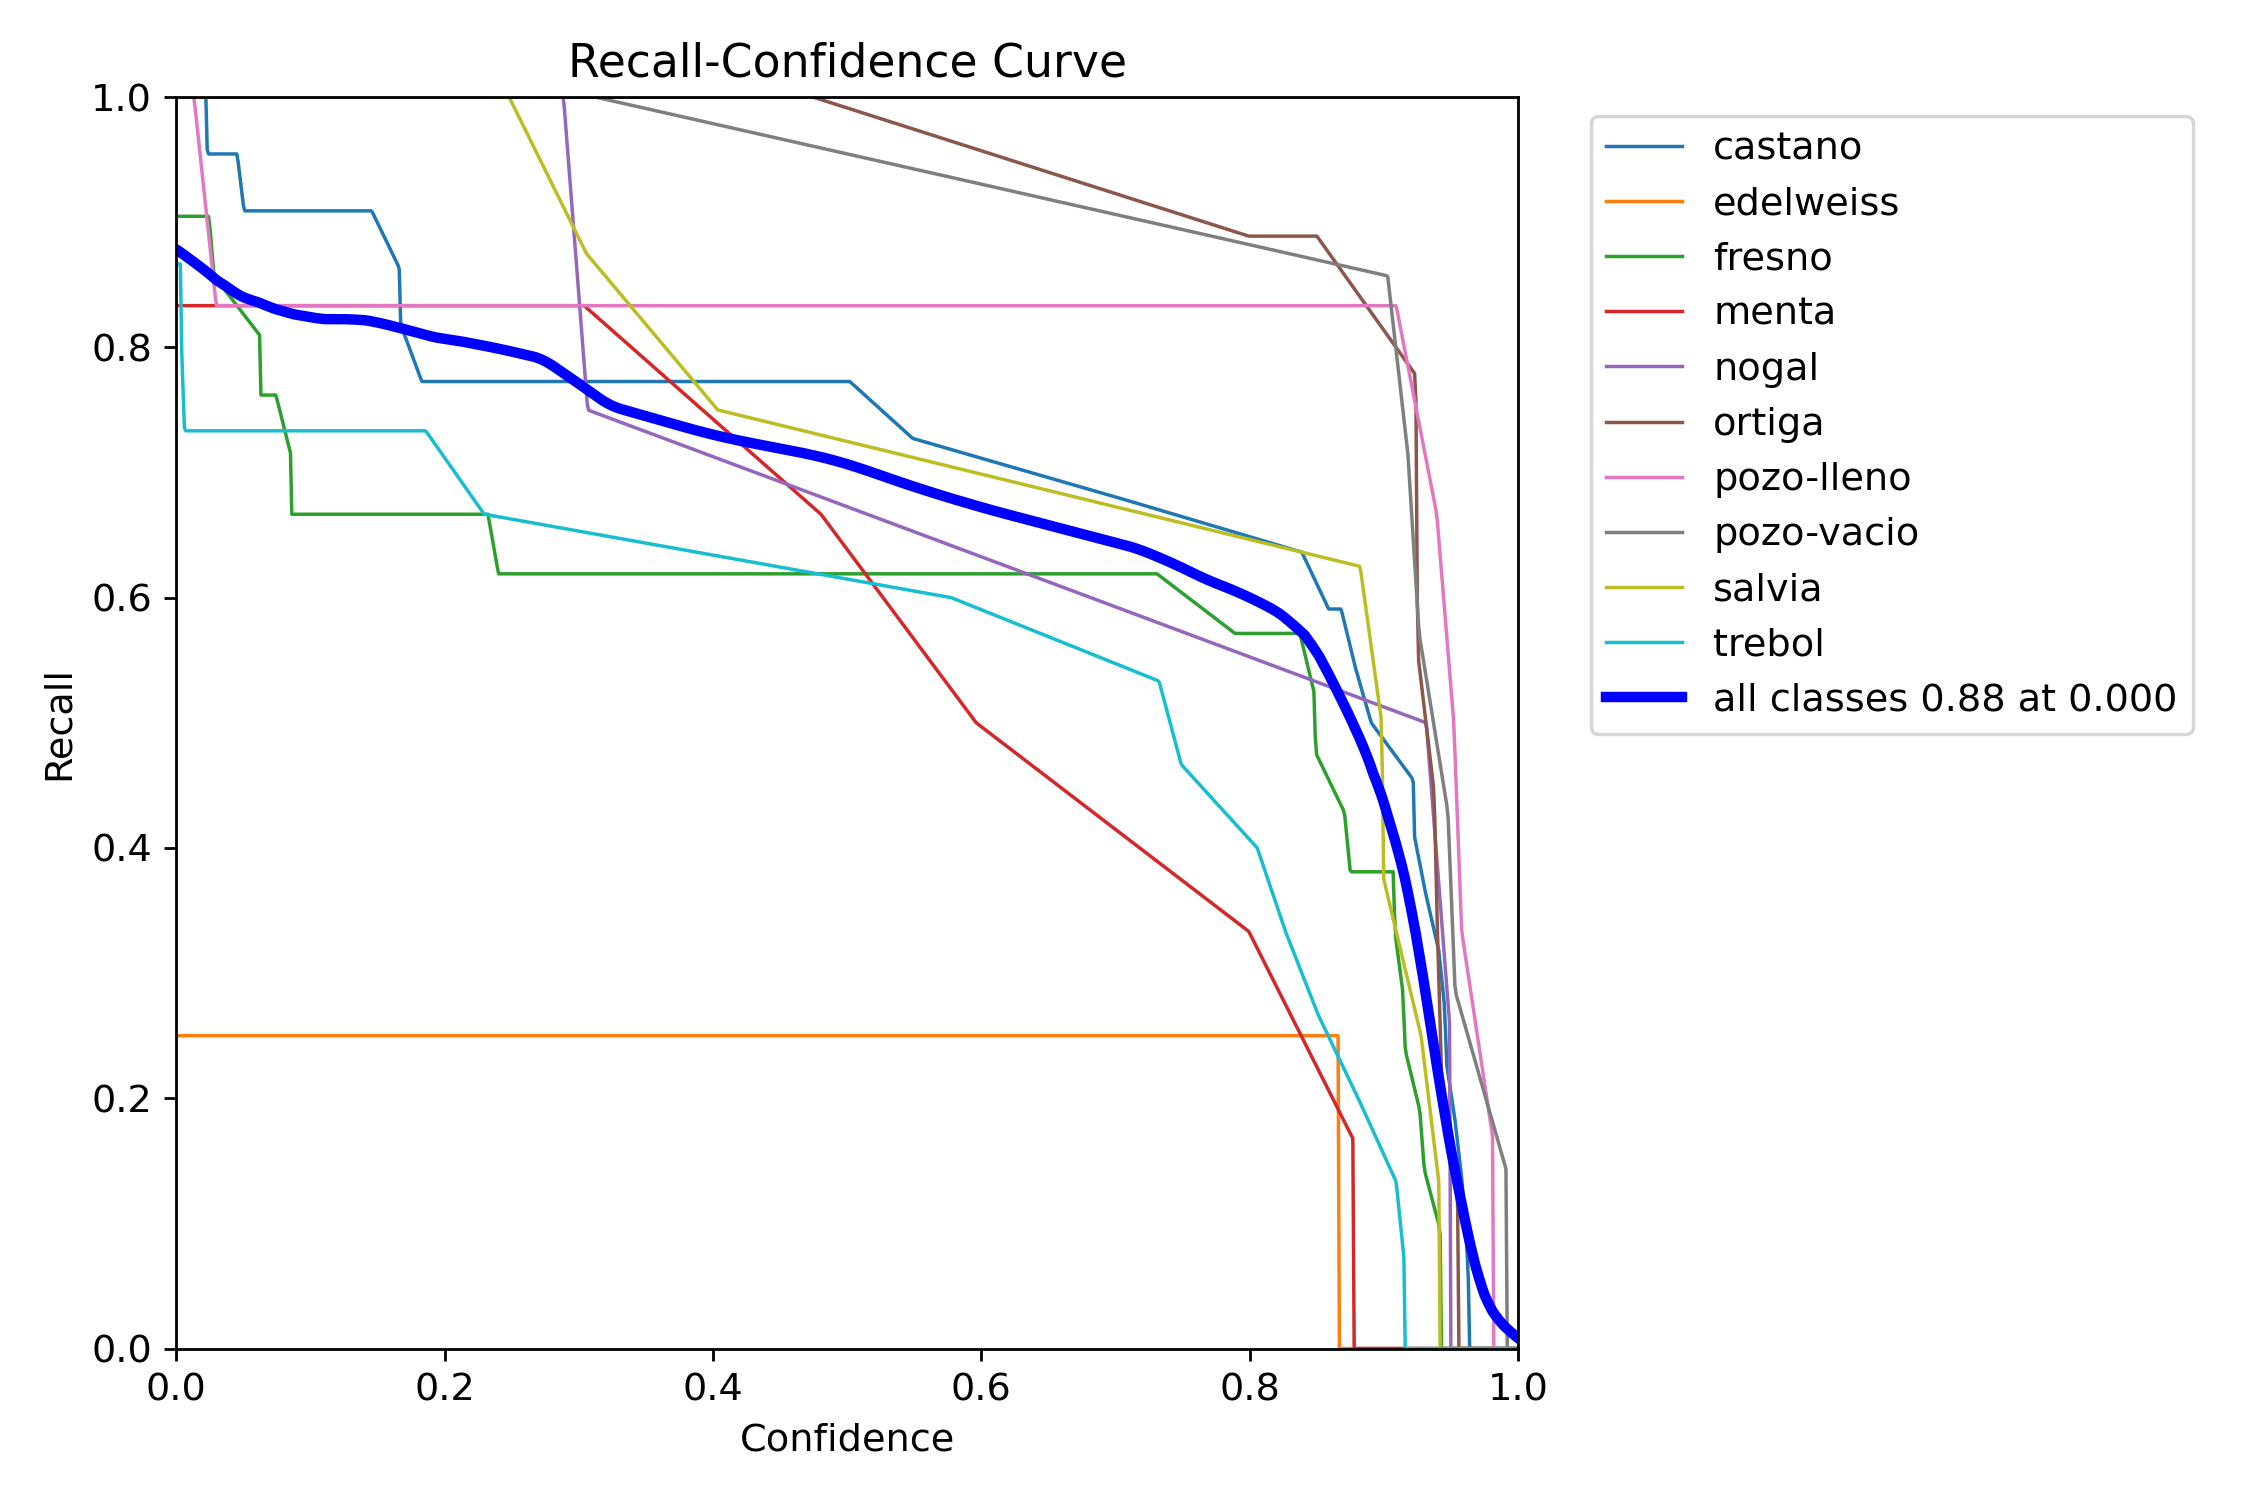 Recall-Confidence Curve
1.0
0.8
0.6
0.4
0.2
0.0
Recall
0.0 0.2 0.4 0.6 0.8 1.0
Confidence
castano
edelweiss
fresno
menta
nogal
ortiga
pozo-lleno
pozo-vacio
salvia
trebol
all classes 0.88 at 0.000